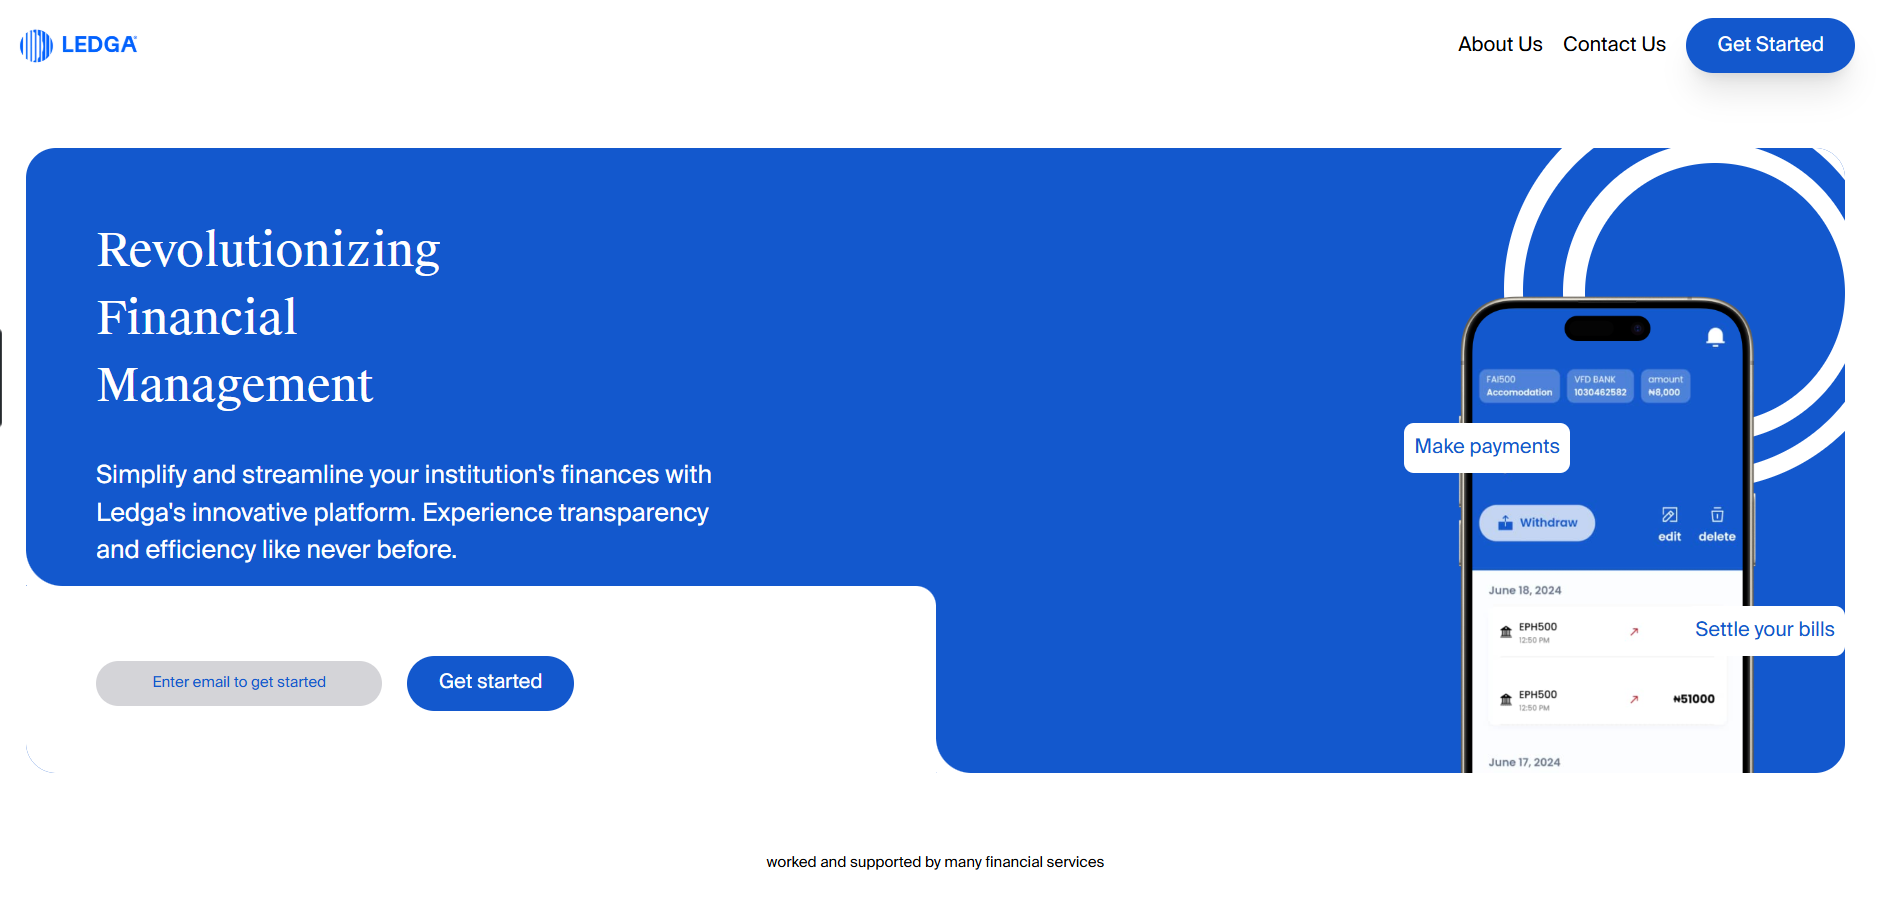 LEDGA
About Us Contact Us Get Started
Revolutionizing
Financial
Management
Simplify and streamline your institution's finances with
Ledga's innovative platform. Experience transparency
and efficiency like never before.
Enter email to get started
Get started
FAI500
Accomodation
VFD BANK
1030462582
amount
₦8,000
Make payments
Withdraw
edit
delete
June 18, 2024
EPH500
12:50 PM
Settle your bills
EPH500
12:50 PM
₦51000
June 17, 2024
worked and supported by many financial services